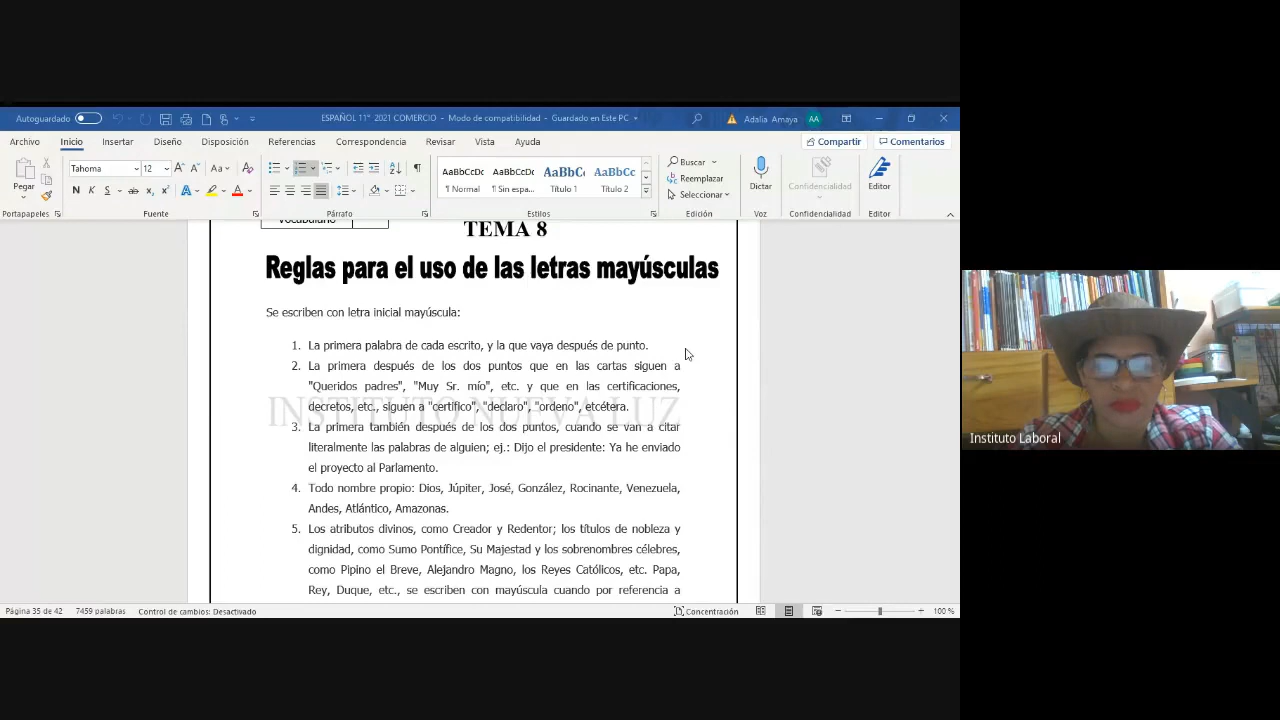 Autoguardado
ESPAÑOL 11° 2021 COMERCIO - Modo de compatibilidad - Guardado en Este PC
Adalia Amaya AA
Archivo Inicio Insertar Diseño Disposición Referencias Correspondencia Revisar Vista Ayuda
Compartir Comentarios
Pegar
Tahoma 12
N K S
AaBbCcDc AaBbCcDc AaBbC AaBbCc
¶ Normal ¶ Sin espa... Título 1 Título 2
Buscar
Reemplazar
Seleccionar
Dictar
Confidencialidad
Editor
Portapapeles Fuente Párrafo Estilos Edición Voz Confidencialidad Editor
Vocabulario
TEMA 8
Reglas para el uso de las letras mayúsculas
Se escriben con letra inicial mayúscula:
1. La primera palabra de cada escrito, y la que vaya después de punto.
2. La primera después de los dos puntos que en las cartas siguen a
"Queridos padres", "Muy Sr. mío", etc. y que en las certificaciones,
decretos, etc., siguen a "certifico", "declaro", "ordeno", etcétera.
INSTITUTO NUEVA LUZ
3. La primera también después de los dos puntos, cuando se van a citar
literalmente las palabras de alguien; ej.: Dijo el presidente: Ya he enviado
el proyecto al Parlamento.
4. Todo nombre propio: Dios, Júpiter, José, González, Rocinante, Venezuela,
Andes, Atlántico, Amazonas.
5. Los atributos divinos, como Creador y Redentor; los títulos de nobleza y
dignidad, como Sumo Pontífice, Su Majestad y los sobrenombres célebres,
como Pipino el Breve, Alejandro Magno, los Reyes Católicos, etc. Papa,
Rey, Duque, etc., se escriben con mayúscula cuando por referencia a
Página 35 de 42 7459 palabras Control de cambios: Desactivado
Concentración
100 %
Instituto Laboral